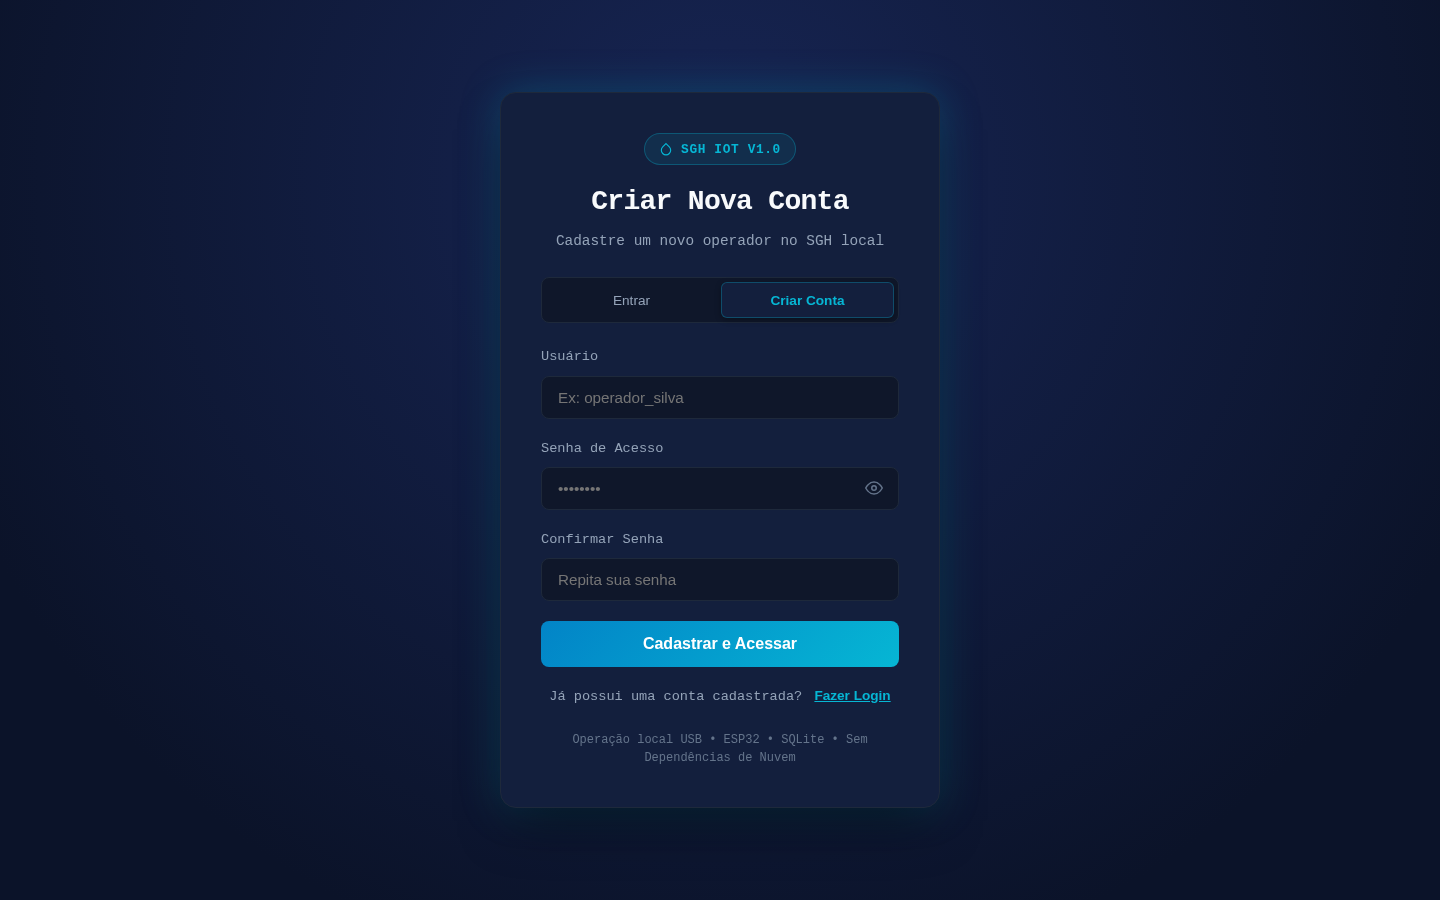 SGH IOT V1.0
Criar Nova Conta
Cadastre um novo operador no SGH local
Entrar
Criar Conta
Usuário
Ex: operador_silva
Senha de Acesso
••••••••
Confirmar Senha
Repita sua senha
Cadastrar e Acessar
Já possui uma conta cadastrada? Fazer Login
Operação local USB • ESP32 • SQLite • Sem
Dependências de Nuvem